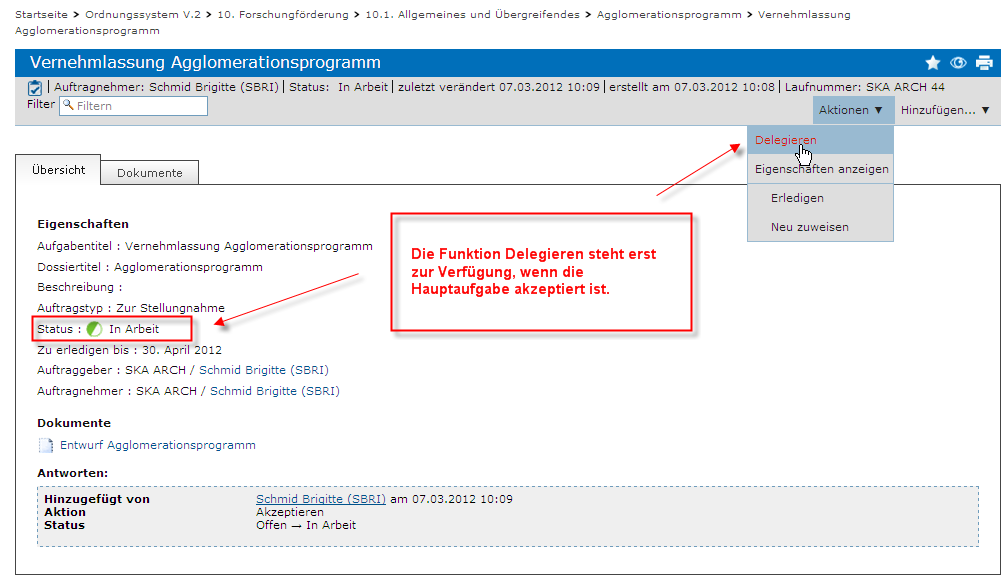 Startseite > Ordnungssystem V.2 > 10. Forschungförderung > 10.1. Allgemeines und Übergreifendes > Agglomerationsprogramm > Vernehmlassung
Agglomerationsprogramm
Vernehmlassung Agglomerationsprogramm
Auftragnehmer: Schmid Brigitte (SBRI) | Status: In Arbeit | zuletzt verändert 07.03.2012 10:09 | erstellt am 07.03.2012 10:08 | Laufnummer: SKA ARCH 44
Filter Filtern
Aktionen ▼ Hinzufügen... ▼
Delegieren
Eigenschaften anzeigen
Erledigen
Neu zuweisen
Übersicht Dokumente
Eigenschaften
Aufgabentitel : Vernehmlassung Agglomerationsprogramm
Dossiertitel : Agglomerationsprogramm
Beschreibung :
Auftragstyp : Zur Stellungnahme
Status : In Arbeit
Zu erledigen bis : 30. April 2012
Auftraggeber : SKA ARCH / Schmid Brigitte (SBRI)
Auftragnehmer : SKA ARCH / Schmid Brigitte (SBRI)
Die Funktion Delegieren steht erst
zur Verfügung, wenn die
Hauptaufgabe akzeptiert ist.
Dokumente
Entwurf Agglomerationsprogramm
Antworten:
Hinzugefügt von Schmid Brigitte (SBRI) am 07.03.2012 10:09
Aktion Akzeptieren
Status Offen → In Arbeit